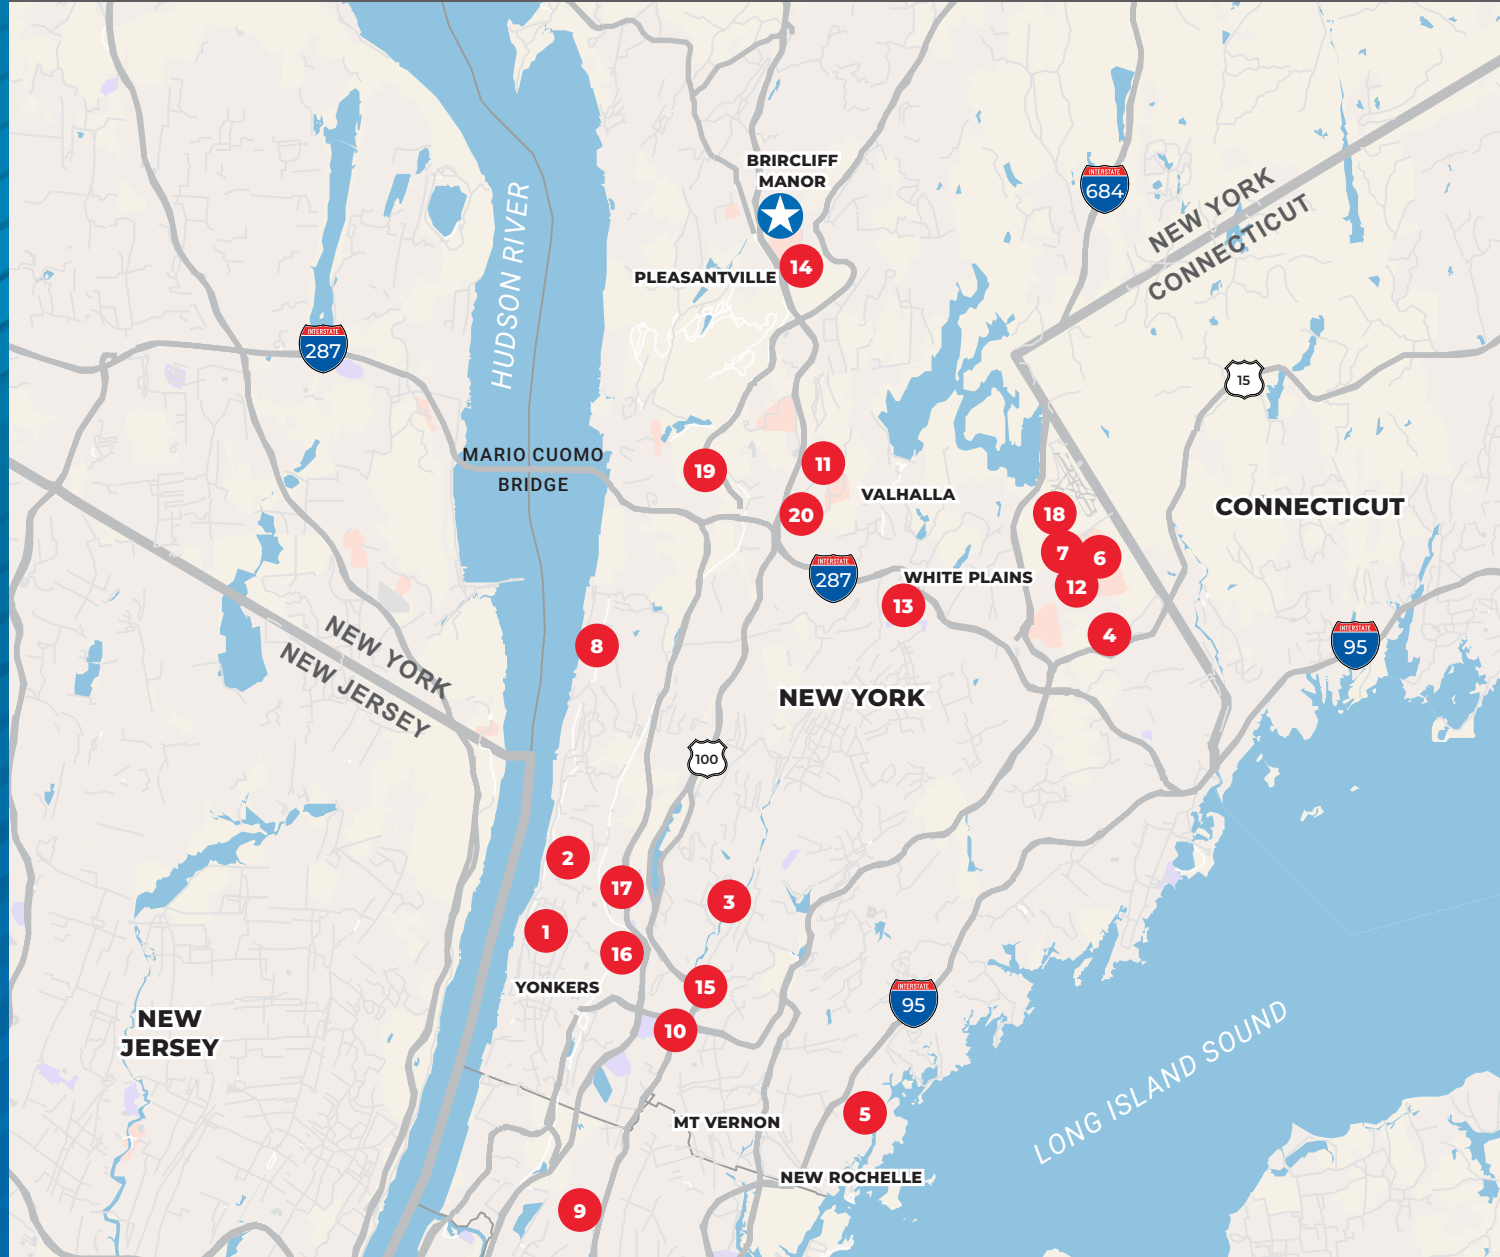 BRIRCLIFF
MANOR
INTERSTATE
684
NEW YORK
CONNECTICUT
HUDSON RIVER
14
PLEASANTVILLE
INTERSTATE
287
15
MARIO CUOMO
BRIDGE
19
11
VALHALLA
20
CONNECTICUT
18
7
6
INTERSTATE
287
WHITE PLAINS
12
13
4
INTERSTATE
95
8
NEW YORK
NEW JERSEY
NEW YORK
100
2
17
3
1
16
YONKERS
15
INTERSTATE
95
10
NEW
JERSEY
LONG ISLAND SOUND
5
MT VERNON
NEW ROCHELLE
9